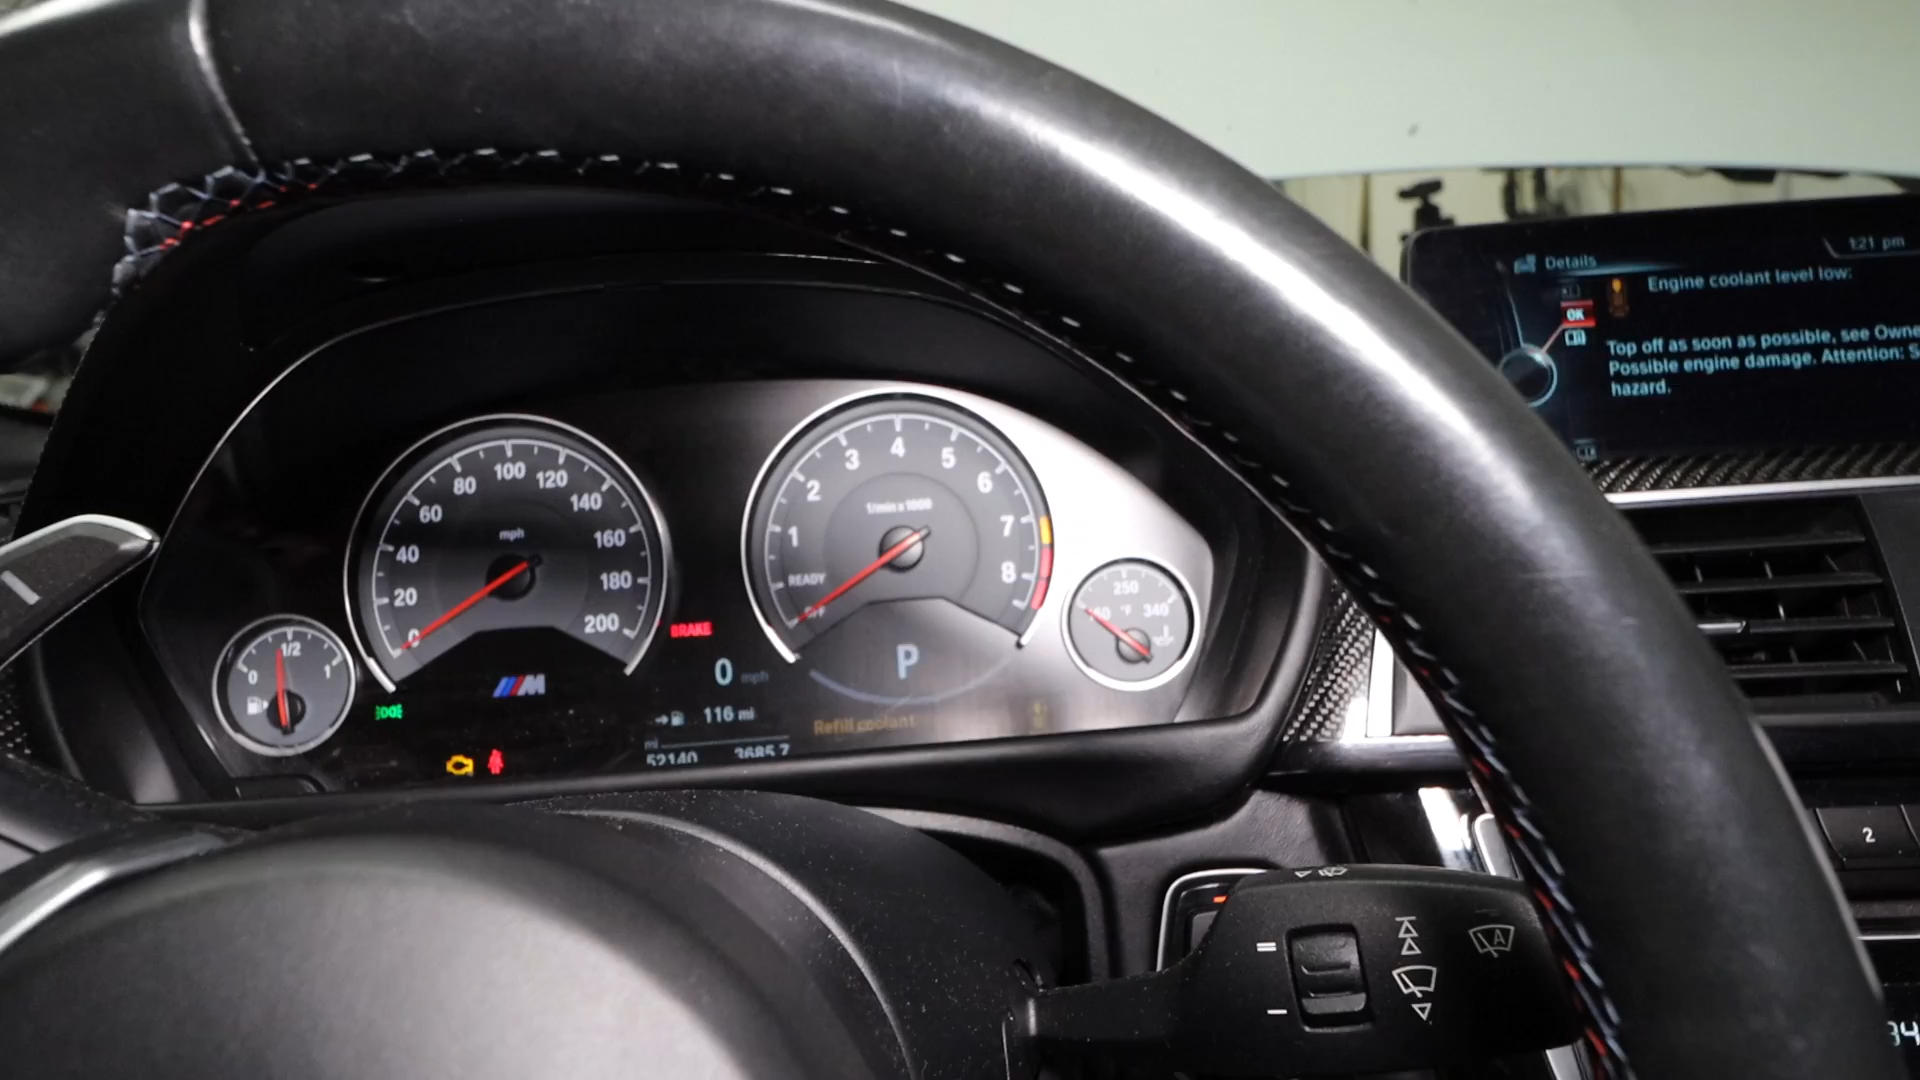 1:21 pm
Details
Engine coolant level low:
OK
Top off as soon as possible, see Owne
Possible engine damage. Attention: S
hazard.
0
20
40
60
80
100
120
140
160
180
200
mph
M
OFF
READY
1
2
3
4
5
6
7
8
1/min x 1000
0
1/2
1
250
°F
340
BRAKE
0 mph
P
116 mi
Refill coolant
mi
52140 3685.7
2
A